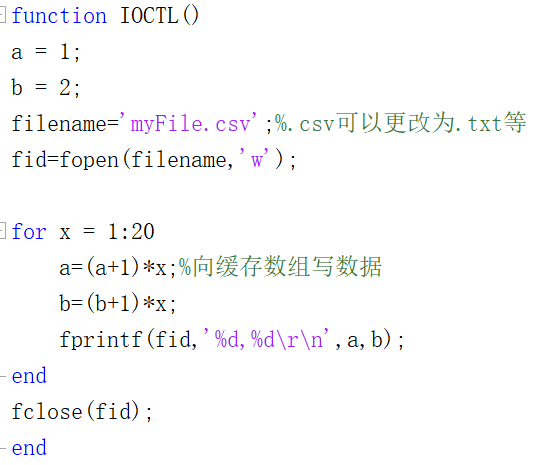 function IOCTL()
a = 1;
b = 2;
filename='myFile.csv';%.csv可以更改为.txt等
fid=fopen(filename,'w');
for x = 1:20
a=(a+1)*x;%向缓存数组写数据
b=(b+1)*x;
fprintf(fid,'%d,%d\r\n',a,b);
end
fclose(fid);
end